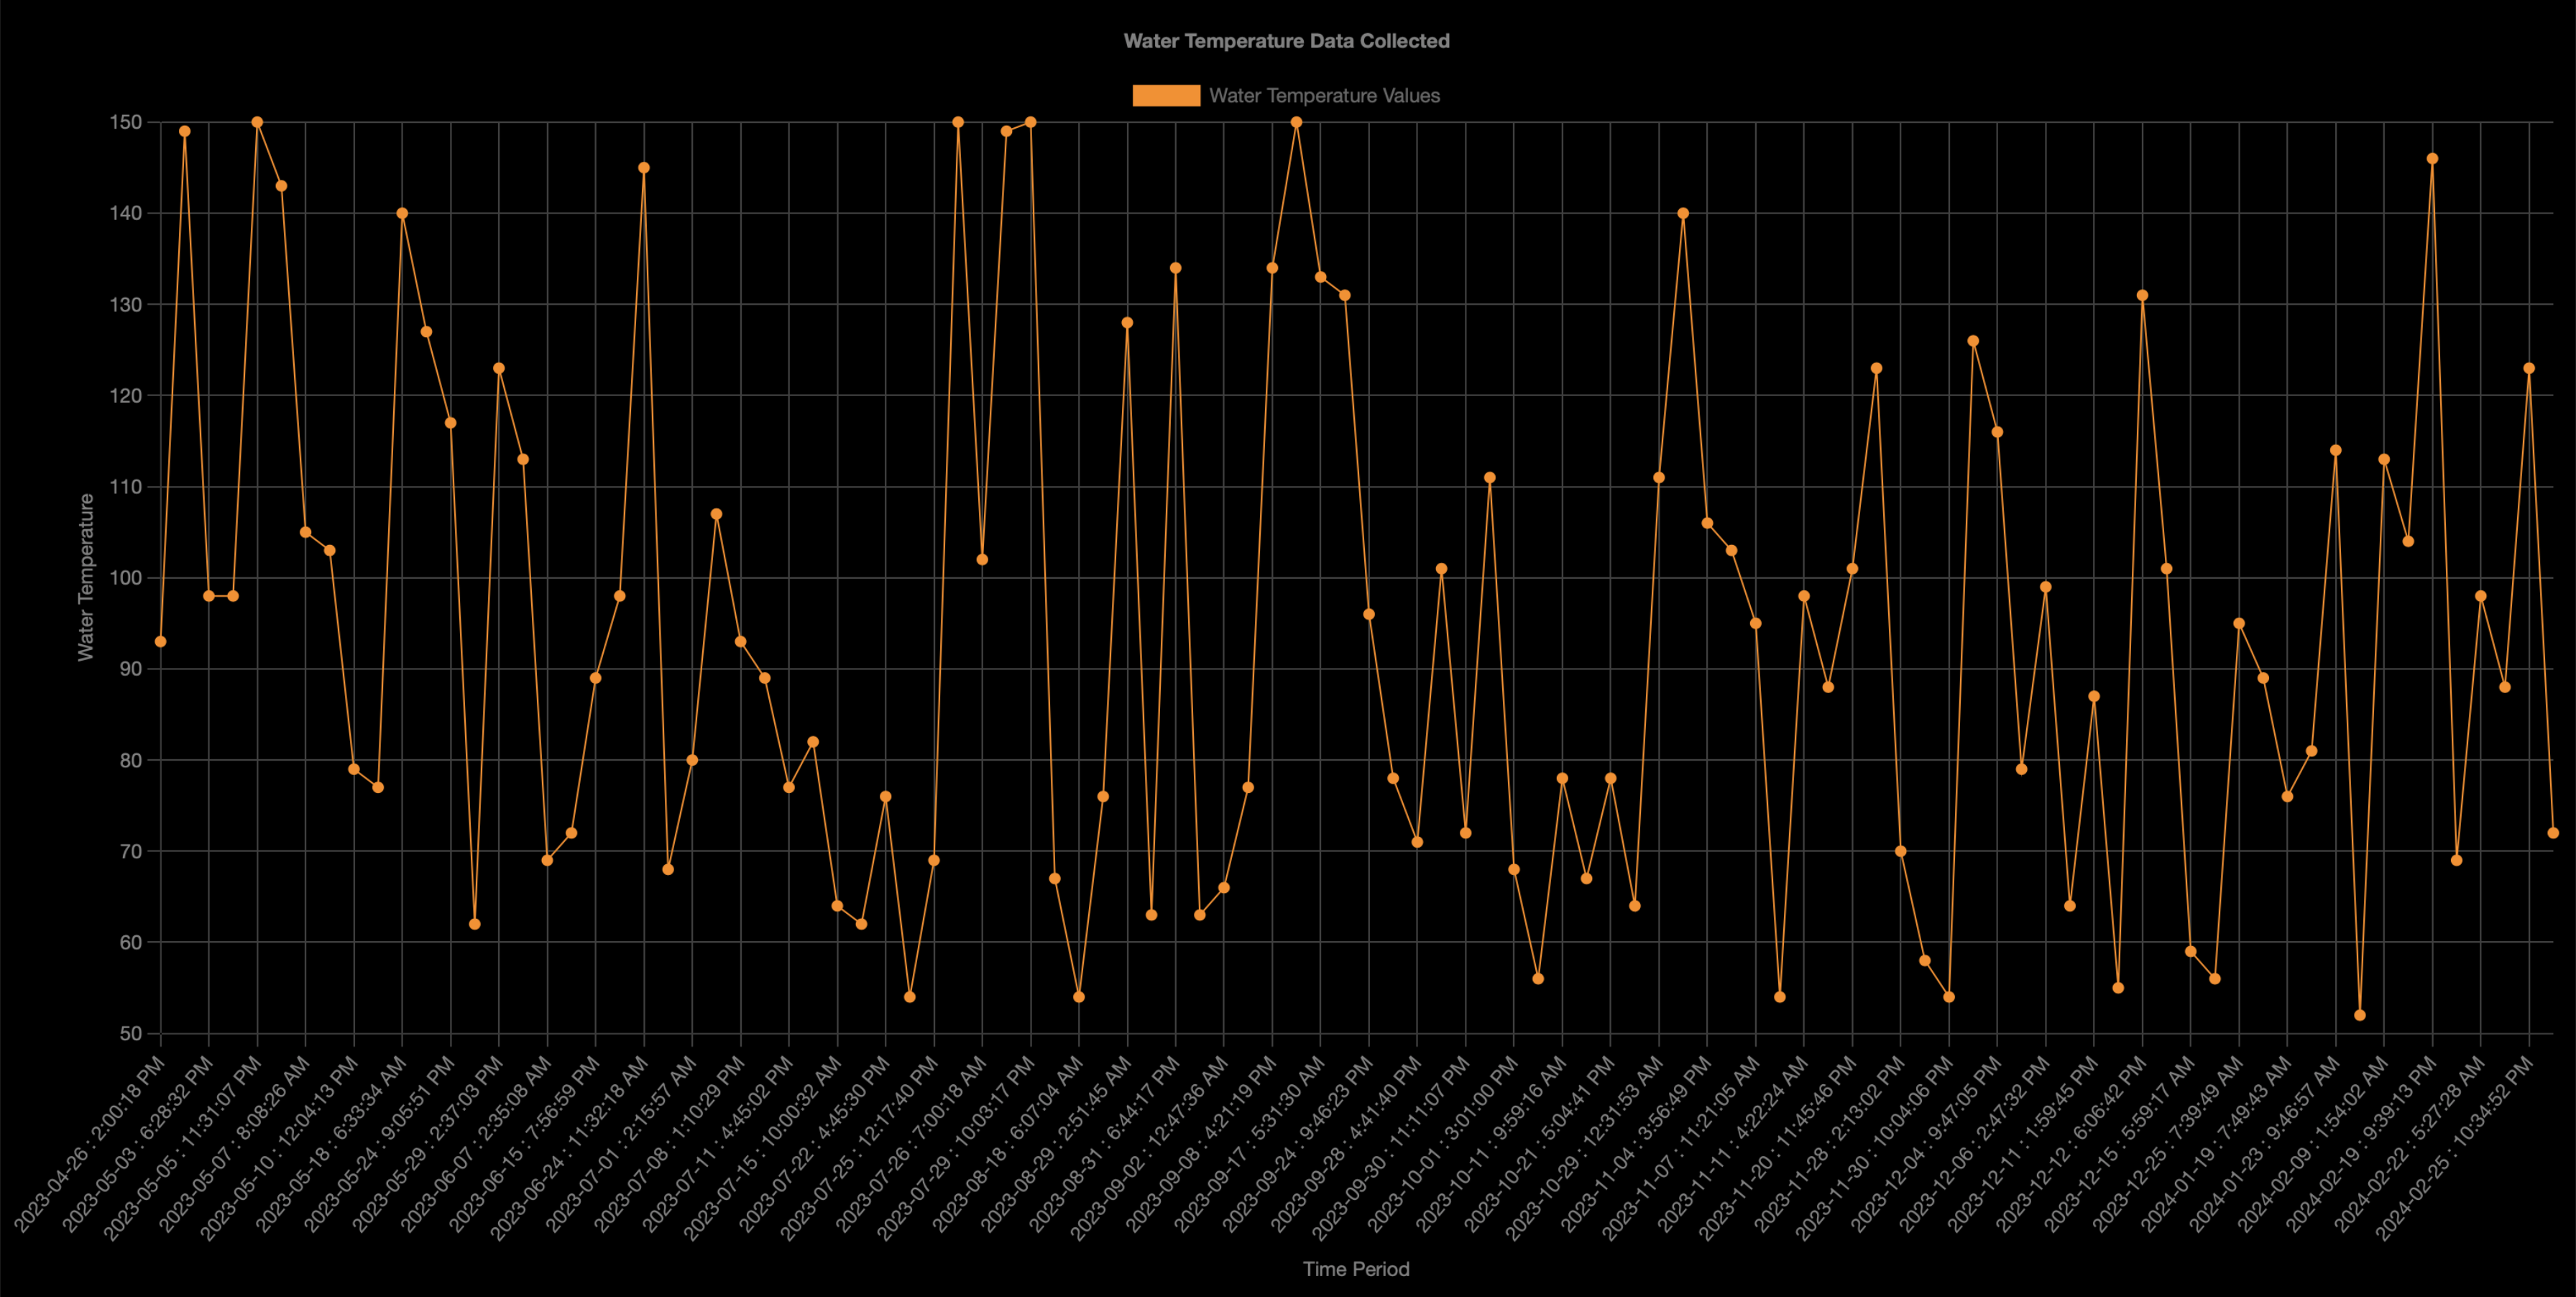 Water Temperature Data Collected
Water Temperature Values
150
140
130
120
110
100
90
80
70
60
50
Water Temperature
2023-04-26 : 2:00:18 PM
2023-05-03 : 6:28:32 PM
2023-05-05 : 11:31:07 PM
2023-05-07 : 8:08:26 AM
2023-05-10 : 12:04:13 PM
2023-05-18 : 6:33:34 AM
2023-05-24 : 9:05:51 PM
2023-05-29 : 2:37:03 PM
2023-06-07 : 2:35:08 AM
2023-06-15 : 7:56:59 PM
2023-06-24 : 11:32:18 AM
2023-07-01 : 2:15:57 AM
2023-07-08 : 1:10:29 PM
2023-07-11 : 4:45:02 PM
2023-07-15 : 10:00:32 AM
2023-07-22 : 4:45:30 PM
2023-07-25 : 12:17:40 PM
2023-07-26 : 7:00:18 AM
2023-07-29 : 10:03:17 PM
2023-08-18 : 6:07:04 AM
2023-08-29 : 2:51:45 AM
2023-08-31 : 6:44:17 PM
2023-09-02 : 12:47:36 AM
2023-09-08 : 4:21:19 PM
2023-09-17 : 5:31:30 AM
2023-09-24 : 9:46:23 PM
2023-09-28 : 4:41:40 PM
2023-09-30 : 11:11:07 PM
2023-10-01 : 3:01:00 PM
2023-10-11 : 9:59:16 AM
2023-10-21 : 5:04:41 PM
2023-10-29 : 12:31:53 AM
2023-11-04 : 3:56:49 PM
2023-11-07 : 11:21:05 AM
2023-11-11 : 4:22:24 AM
2023-11-20 : 11:45:46 PM
2023-11-28 : 2:13:02 PM
2023-11-30 : 10:04:06 PM
2023-12-04 : 9:47:05 PM
2023-12-06 : 2:47:32 PM
2023-12-11 : 1:59:45 PM
2023-12-12 : 6:06:42 PM
2023-12-15 : 5:59:17 AM
2023-12-25 : 7:39:49 AM
2024-01-19 : 7:49:43 AM
2024-01-23 : 9:46:57 AM
2024-02-09 : 1:54:02 AM
2024-02-19 : 9:39:13 PM
2024-02-22 : 5:27:28 AM
2024-02-25 : 10:34:52 PM
Time Period